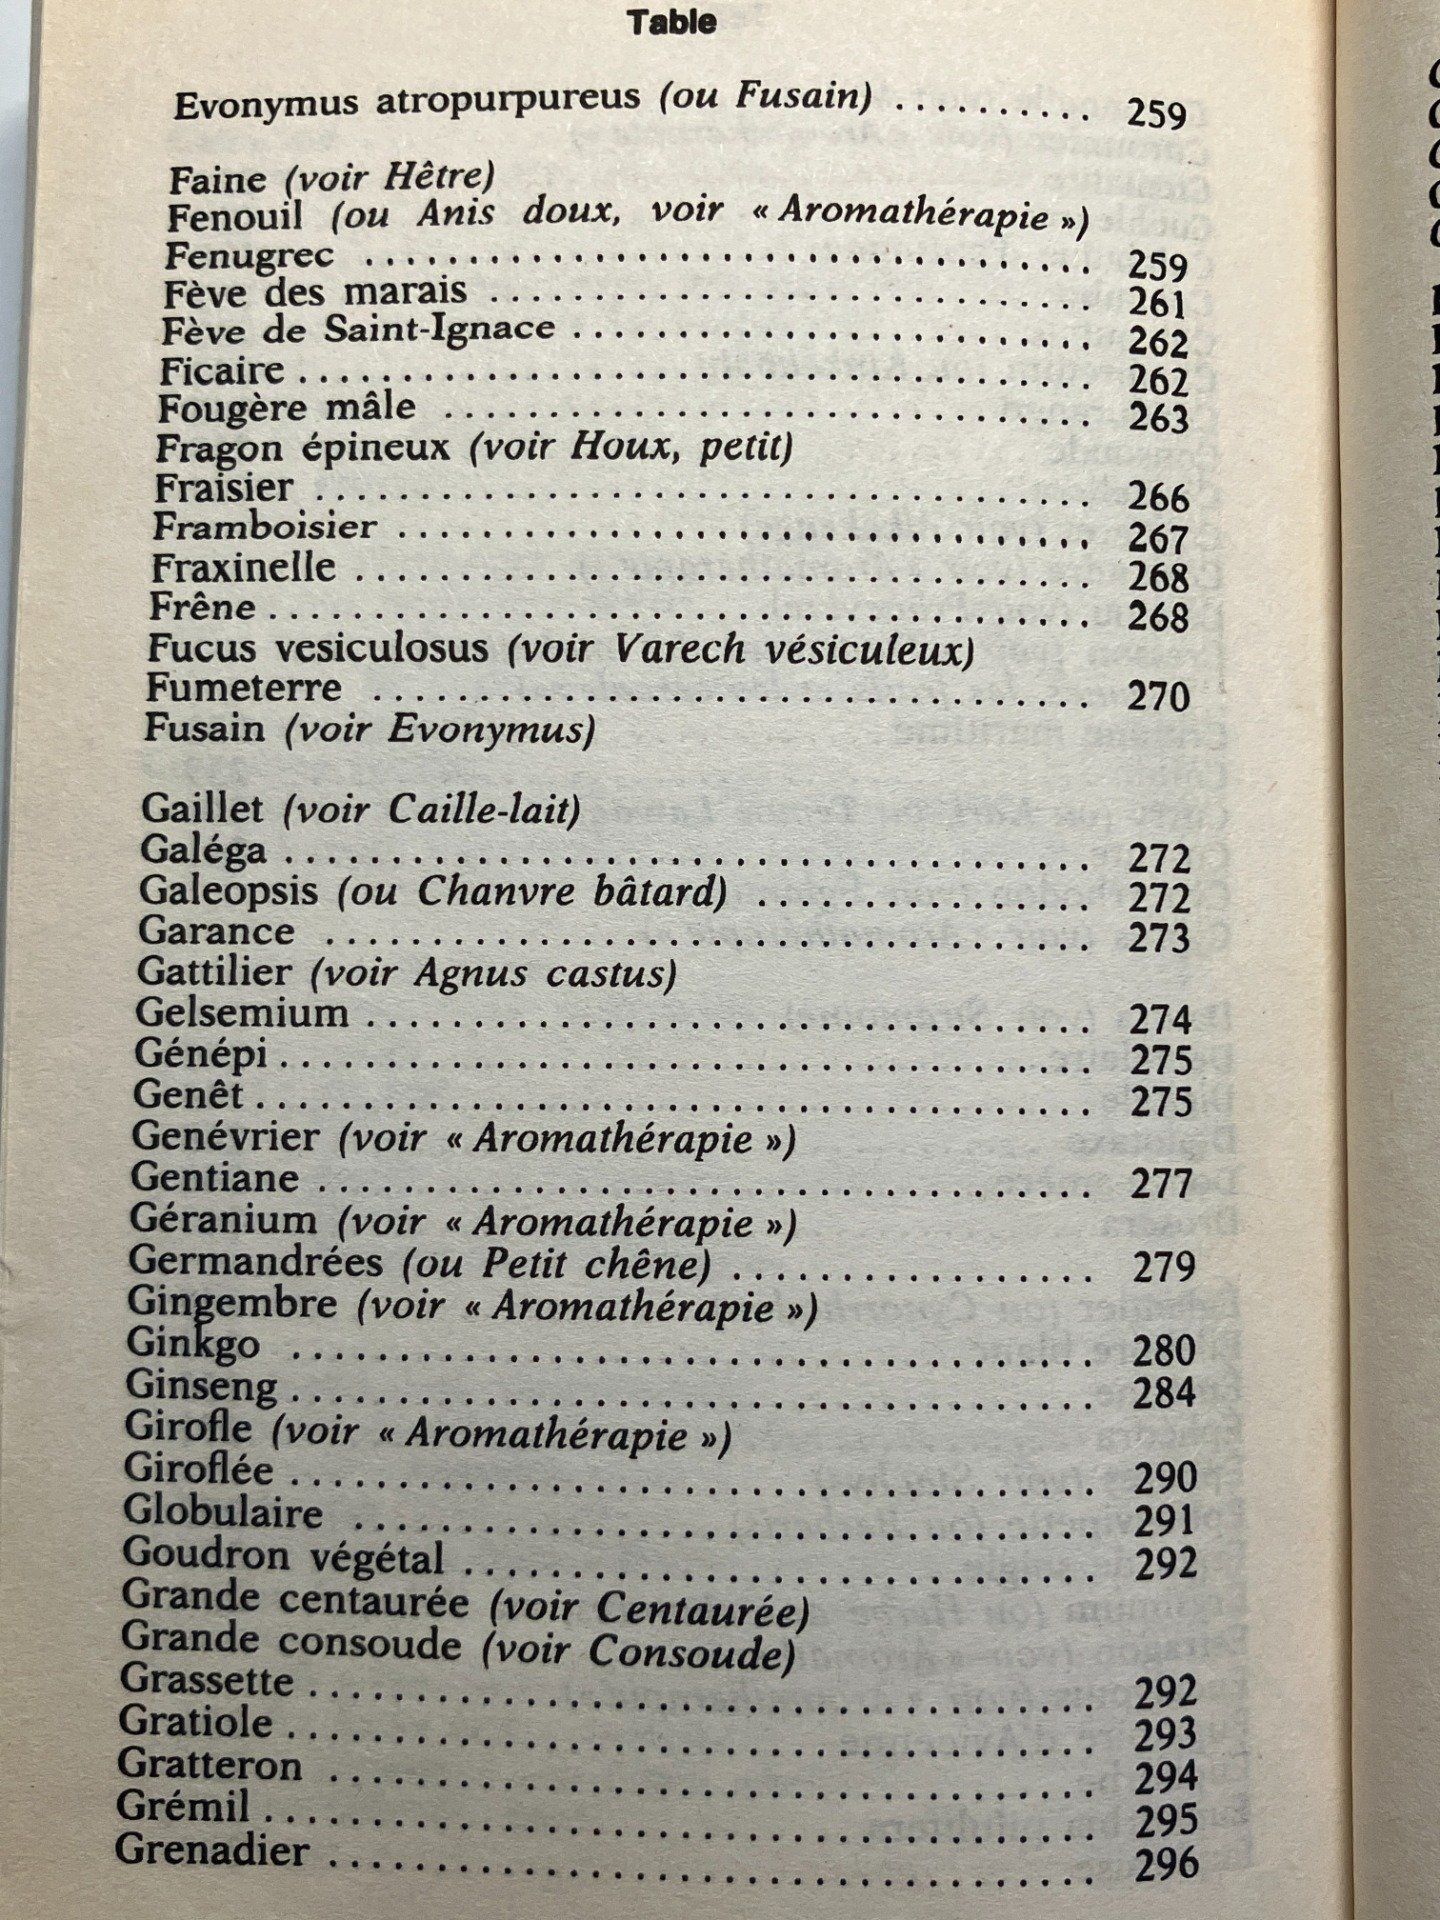 Table
Evonymus atropurpureus (ou Fusain) .......... 259
Faine (voir Hêtre)
Fenouil (ou Anis doux, voir « Aromathérapie »)
Fenugrec .................................. 259
Fève des marais ............................ 261
Fève de Saint-Ignace ........................ 262
Ficaire ..................................... 262
Fougère mâle ............................... 263
Fragon épineux (voir Houx, petit)
Fraisier .................................... 266
Framboisier ................................. 267
Fraxinelle ................................... 268
Frêne ....................................... 268
Fucus vesiculosus (voir Varech vésiculeux)
Fumeterre .................................. 270
Fusain (voir Evonymus)
Gaillet (voir Caille-lait)
Galéga ...................................... 272
Galeopsis (ou Chanvre bâtard) ................ 272
Garance .................................... 273
Gattilier (voir Agnus castus)
Gelsemium .................................. 274
Génépi ...................................... 275
Genêt ....................................... 275
Genévrier (voir « Aromathérapie »)
Gentiane .................................... 277
Géranium (voir « Aromathérapie »)
Germandrées (ou Petit chêne) ................. 279
Gingembre (voir « Aromathérapie »)
Ginkgo ...................................... 280
Ginseng ..................................... 284
Girofle (voir « Aromathérapie »)
Giroflée ...................................... 290
Globulaire ................................... 291
Goudron végétal .............................. 292
Grande centaurée (voir Centaurée)
Grande consoude (voir Consoude)
Grassette .................................... 292
Gratiole ...................................... 293
Gratteron .................................... 294
Grémil ....................................... 295
Grenadier .................................... 296